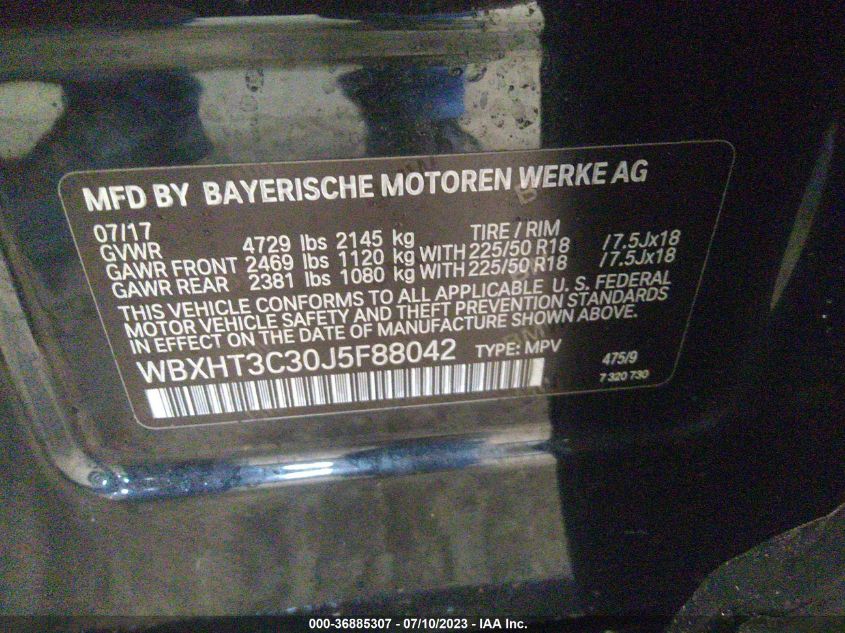 MFD BY BAYERISCHE MOTOREN WERKE AG
07/17 TIRE / RIM
GVWR 4729 lbs 2145 kg
GAWR FRONT 2469 lbs 1120 kg WITH 225/50 R18 /7.5Jx18
GAWR REAR 2381 lbs 1080 kg WITH 225/50 R18 /7.5Jx18
THIS VEHICLE CONFORMS TO ALL APPLICABLE U. S. FEDERAL
MOTOR VEHICLE SAFETY AND THEFT PREVENTION STANDARDS
IN EFFECT ON THE DATE OF MANUFACTURE SHOWN ABOVE.
WBXHT3C30J5F88042 TYPE: MPV 475/9
7 320 730
000-36885307 - 07/10/2023 - IAA Inc.